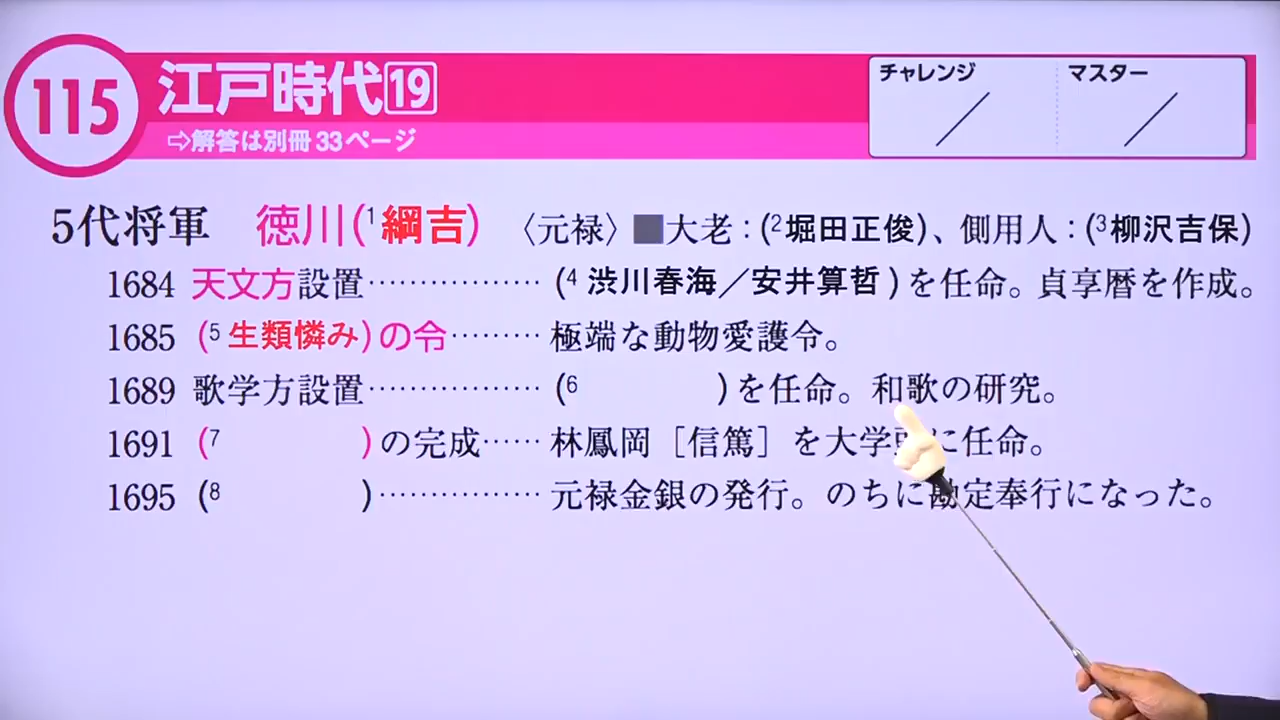 115 江戸時代19
⇨解答は別冊33ページ
チャレンジ マスター
5代将軍 徳川(1綱吉) 〈元禄〉■大老：(2堀田正俊)、側用人：(3柳沢吉保)
1684 天文方設置……………… (4 渋川春海／安井算哲)を任命。貞享暦を作成。
1685 (5 生類憐み)の令……… 極端な動物愛護令。
1689 歌学方設置……………… (6 )を任命。和歌の研究。
1691 (7 )の完成…… 林鳳岡［信篤］を大学に任命。
1695 (8 )……………… 元禄金銀の発行。のちに勘定奉行になった。